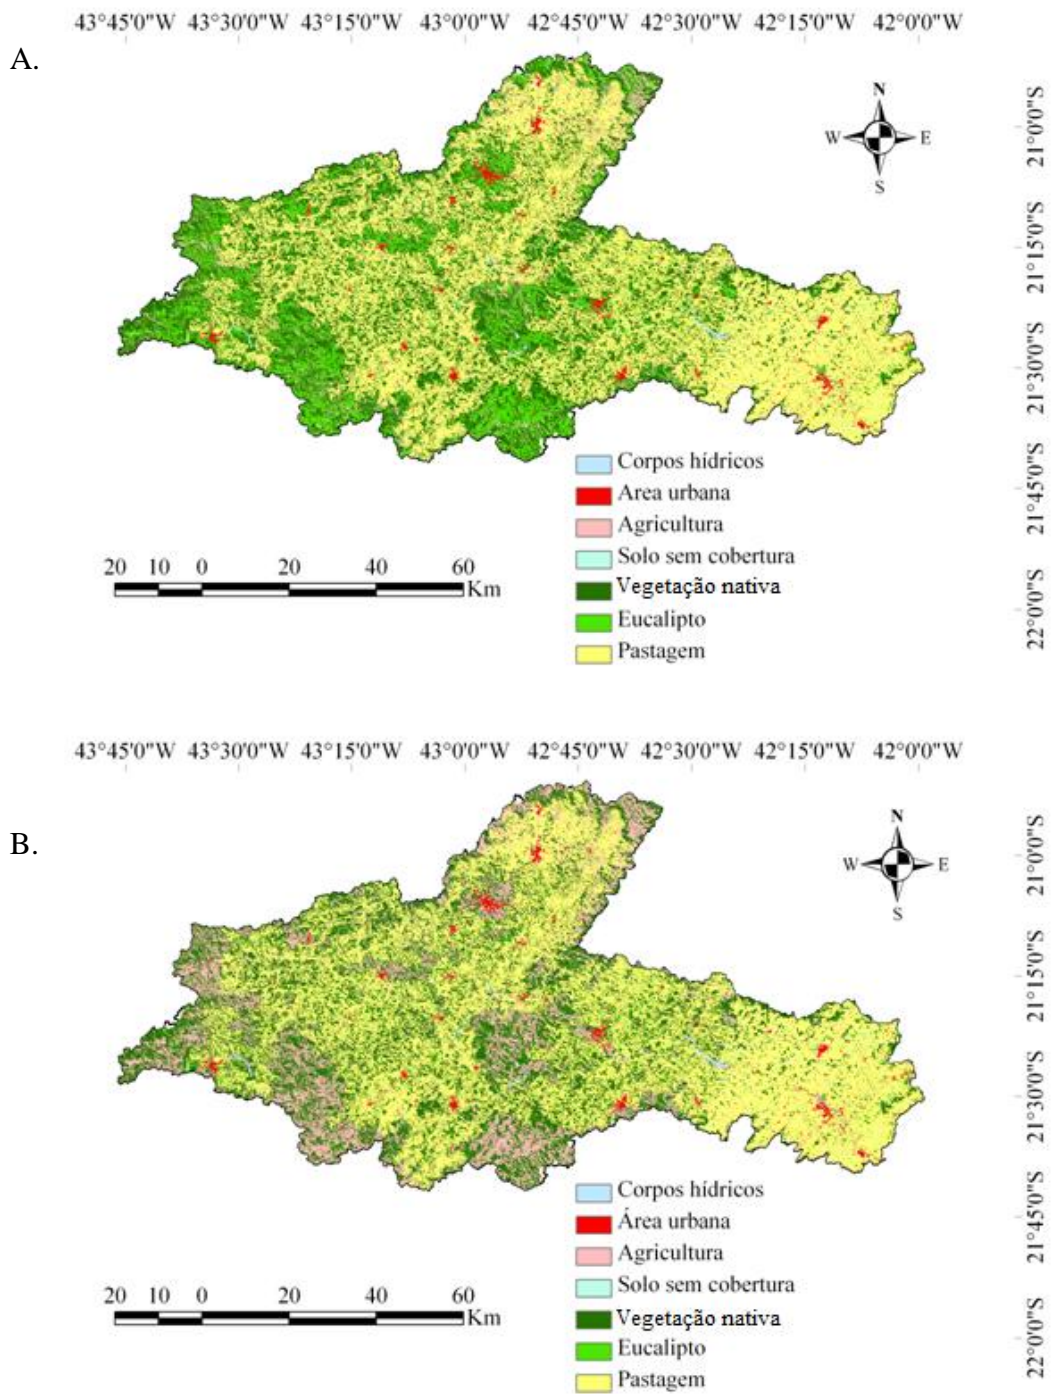 43°45'0"W 43°30'0"W 43°15'0"W 43°0'0"W 42°45'0"W 42°30'0"W 42°15'0"W 42°0'0"W
A.
N
W E
S
21°0'0"S
21°15'0"S
21°30'0"S
21°45'0"S
22°0'0"S
Corpos hídricos
Area urbana
Agricultura
Solo sem cobertura
Vegetação nativa
Eucalipto
Pastagem
20 10 0 20 40 60
Km
43°45'0"W 43°30'0"W 43°15'0"W 43°0'0"W 42°45'0"W 42°30'0"W 42°15'0"W 42°0'0"W
B.
N
W E
S
21°0'0"S
21°15'0"S
21°30'0"S
21°45'0"S
22°0'0"S
Corpos hídricos
Área urbana
Agricultura
Solo sem cobertura
Vegetação nativa
Eucalipto
Pastagem
20 10 0 20 40 60
Km